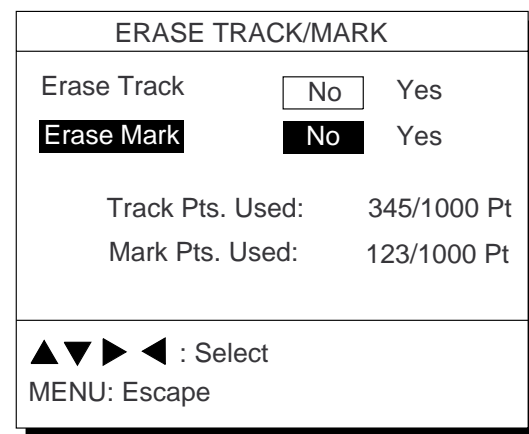 ERASE TRACK/MARK
Erase Track No Yes
Erase Mark No Yes
Track Pts. Used: 345/1000 Pt
Mark Pts. Used: 123/1000 Pt
▲▼▶◀ : Select
MENU: Escape